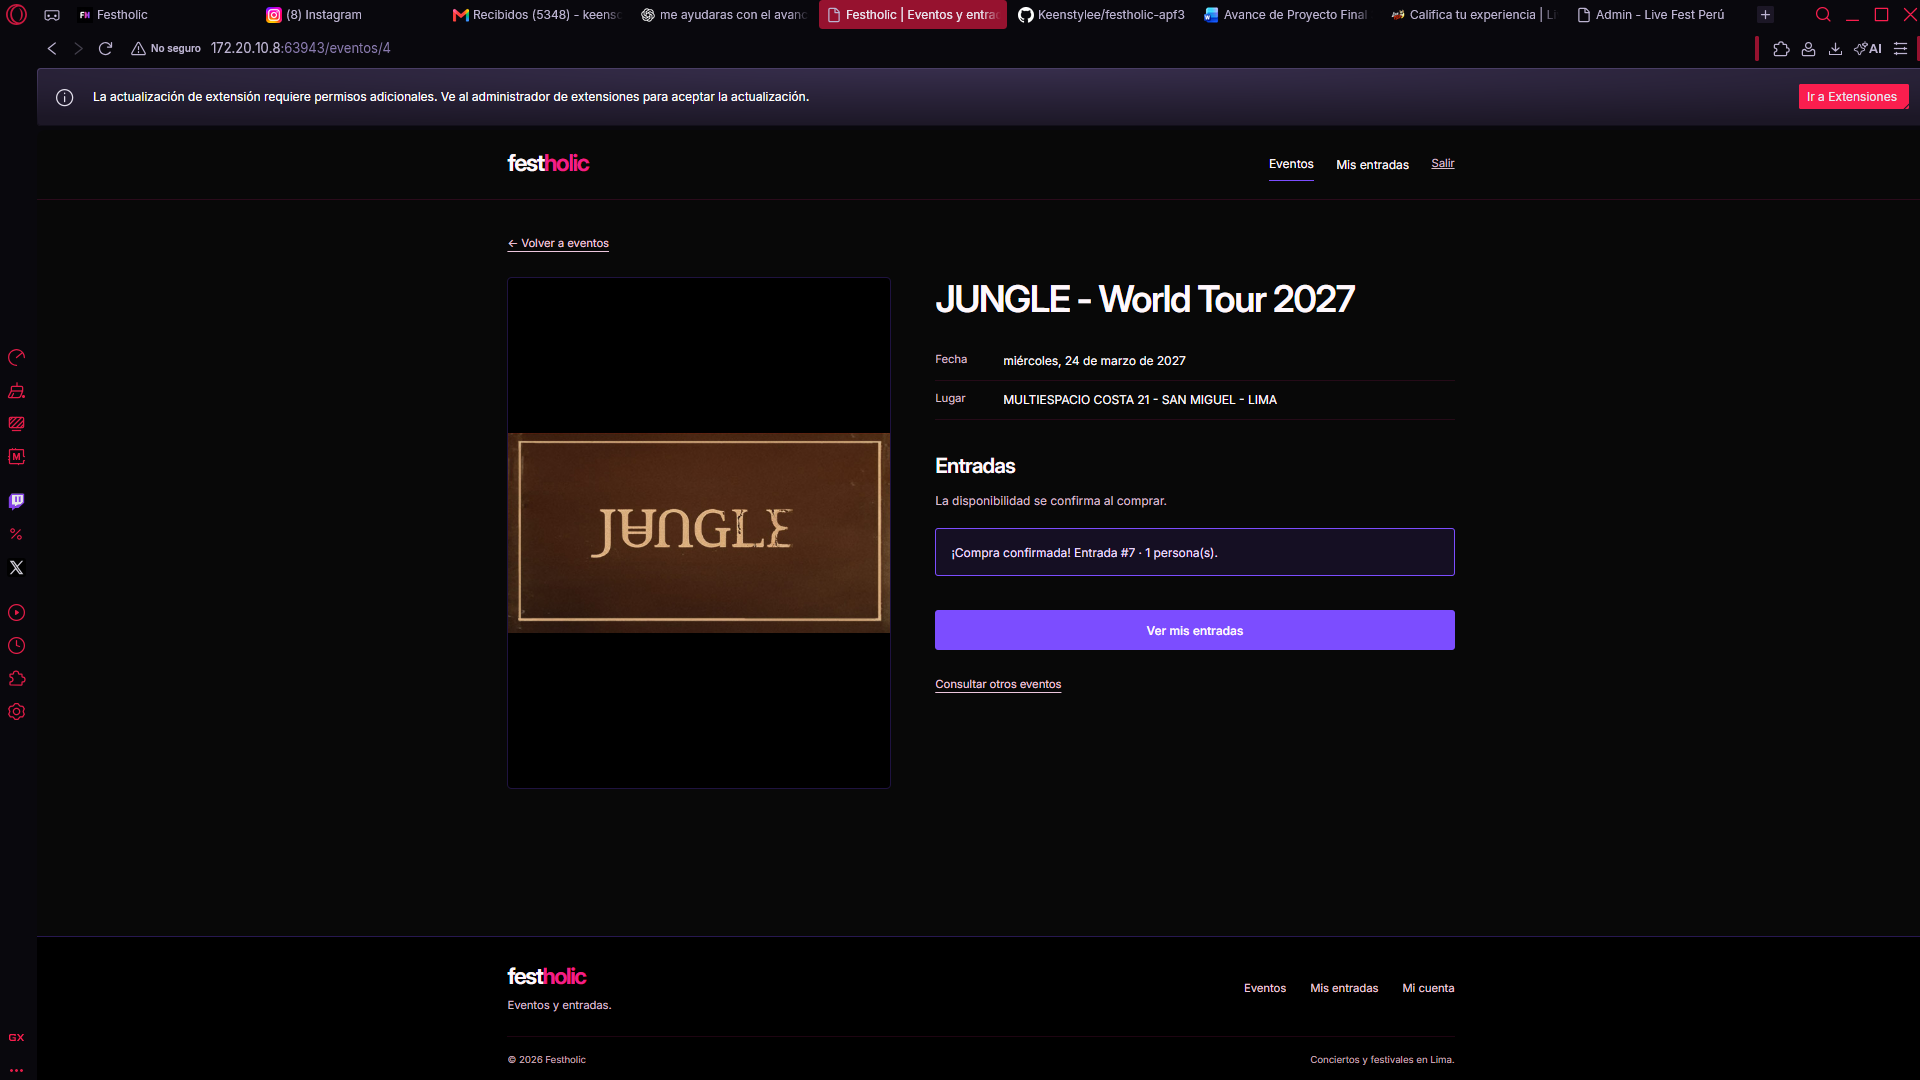 Festholic
(8) Instagram
Recibidos (5348) - keensc
me ayudaras con el avanc
Festholic | Eventos y entra
Keenstylee/festholic-apf3
Avance de Proyecto Final
Califica tu experiencia | Li
Admin - Live Fest Perú
No seguro
172.20.10.8:63943/eventos/4
AI
La actualización de extensión requiere permisos adicionales. Ve al administrador de extensiones para aceptar la actualización.
Ir a Extensiones
festholic
Eventos
Mis entradas
Salir
← Volver a eventos
JUNGLE
JUNGLE - World Tour 2027
Fecha
miércoles, 24 de marzo de 2027
Lugar
MULTIESPACIO COSTA 21 - SAN MIGUEL - LIMA
Entradas
La disponibilidad se confirma al comprar.
¡Compra confirmada! Entrada #7 · 1 persona(s).
Ver mis entradas
Consultar otros eventos
festholic
Eventos y entradas.
Eventos
Mis entradas
Mi cuenta
© 2026 Festholic
Conciertos y festivales en Lima.
GX